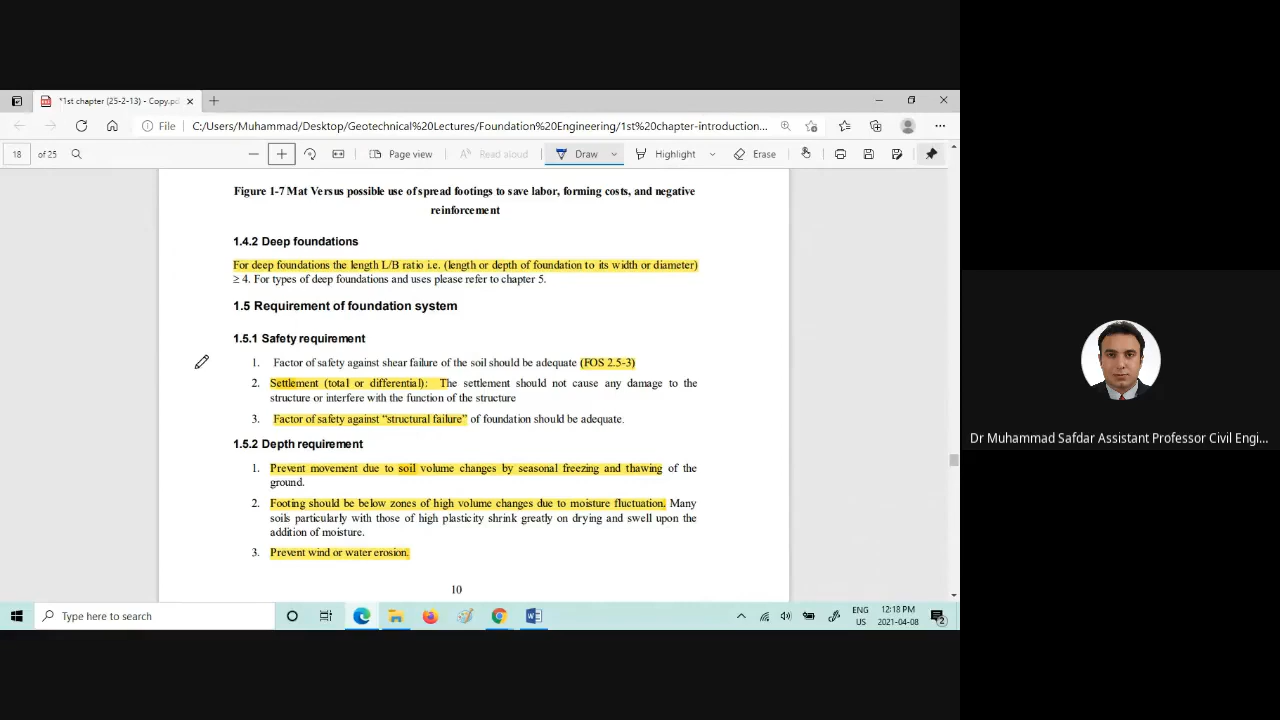 *1st chapter (25-2-13) - Copy.pd
File
C:/Users/Muhammad/Desktop/Geotechnical%20Lectures/Foundation%20Engineering/1st%20chapter-introduction...
18 of 25
Page view
Read aloud
Draw
Highlight
Erase
Figure 1-7 Mat Versus possible use of spread footings to save labor, forming costs, and negative
reinforcement
1.4.2 Deep foundations
For deep foundations the length L/B ratio i.e. (length or depth of foundation to its width or diameter)
≥ 4. For types of deep foundations and uses please refer to chapter 5.
1.5 Requirement of foundation system
1.5.1 Safety requirement
1. Factor of safety against shear failure of the soil should be adequate (FOS 2.5-3)
2. Settlement (total or differential): The settlement should not cause any damage to the
structure or interfere with the function of the structure
3. Factor of safety against “structural failure” of foundation should be adequate.
1.5.2 Depth requirement
1. Prevent movement due to soil volume changes by seasonal freezing and thawing of the
ground.
2. Footing should be below zones of high volume changes due to moisture fluctuation. Many
soils particularly with those of high plasticity shrink greatly on drying and swell upon the
addition of moisture.
3. Prevent wind or water erosion.
10
Type here to search
ENG
US
12:18 PM
2021-04-08
2
Dr Muhammad Safdar Assistant Professor Civil Engi...